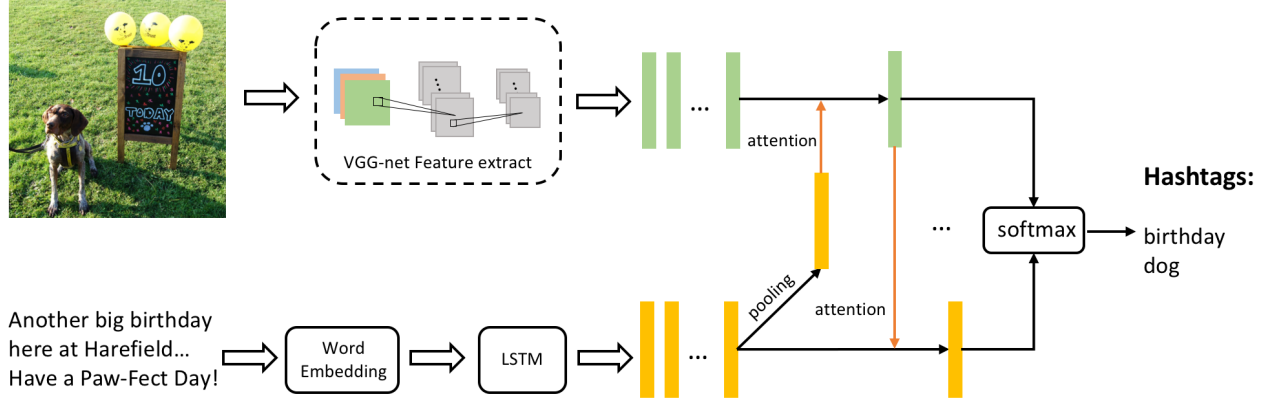 10
TODAY
VGG-net Feature extract
...
attention
Hashtags:
... softmax
birthday
dog
pooling
attention
Another big birthday
here at Harefield...
Have a Paw-Fect Day!
Word
Embedding
LSTM
...